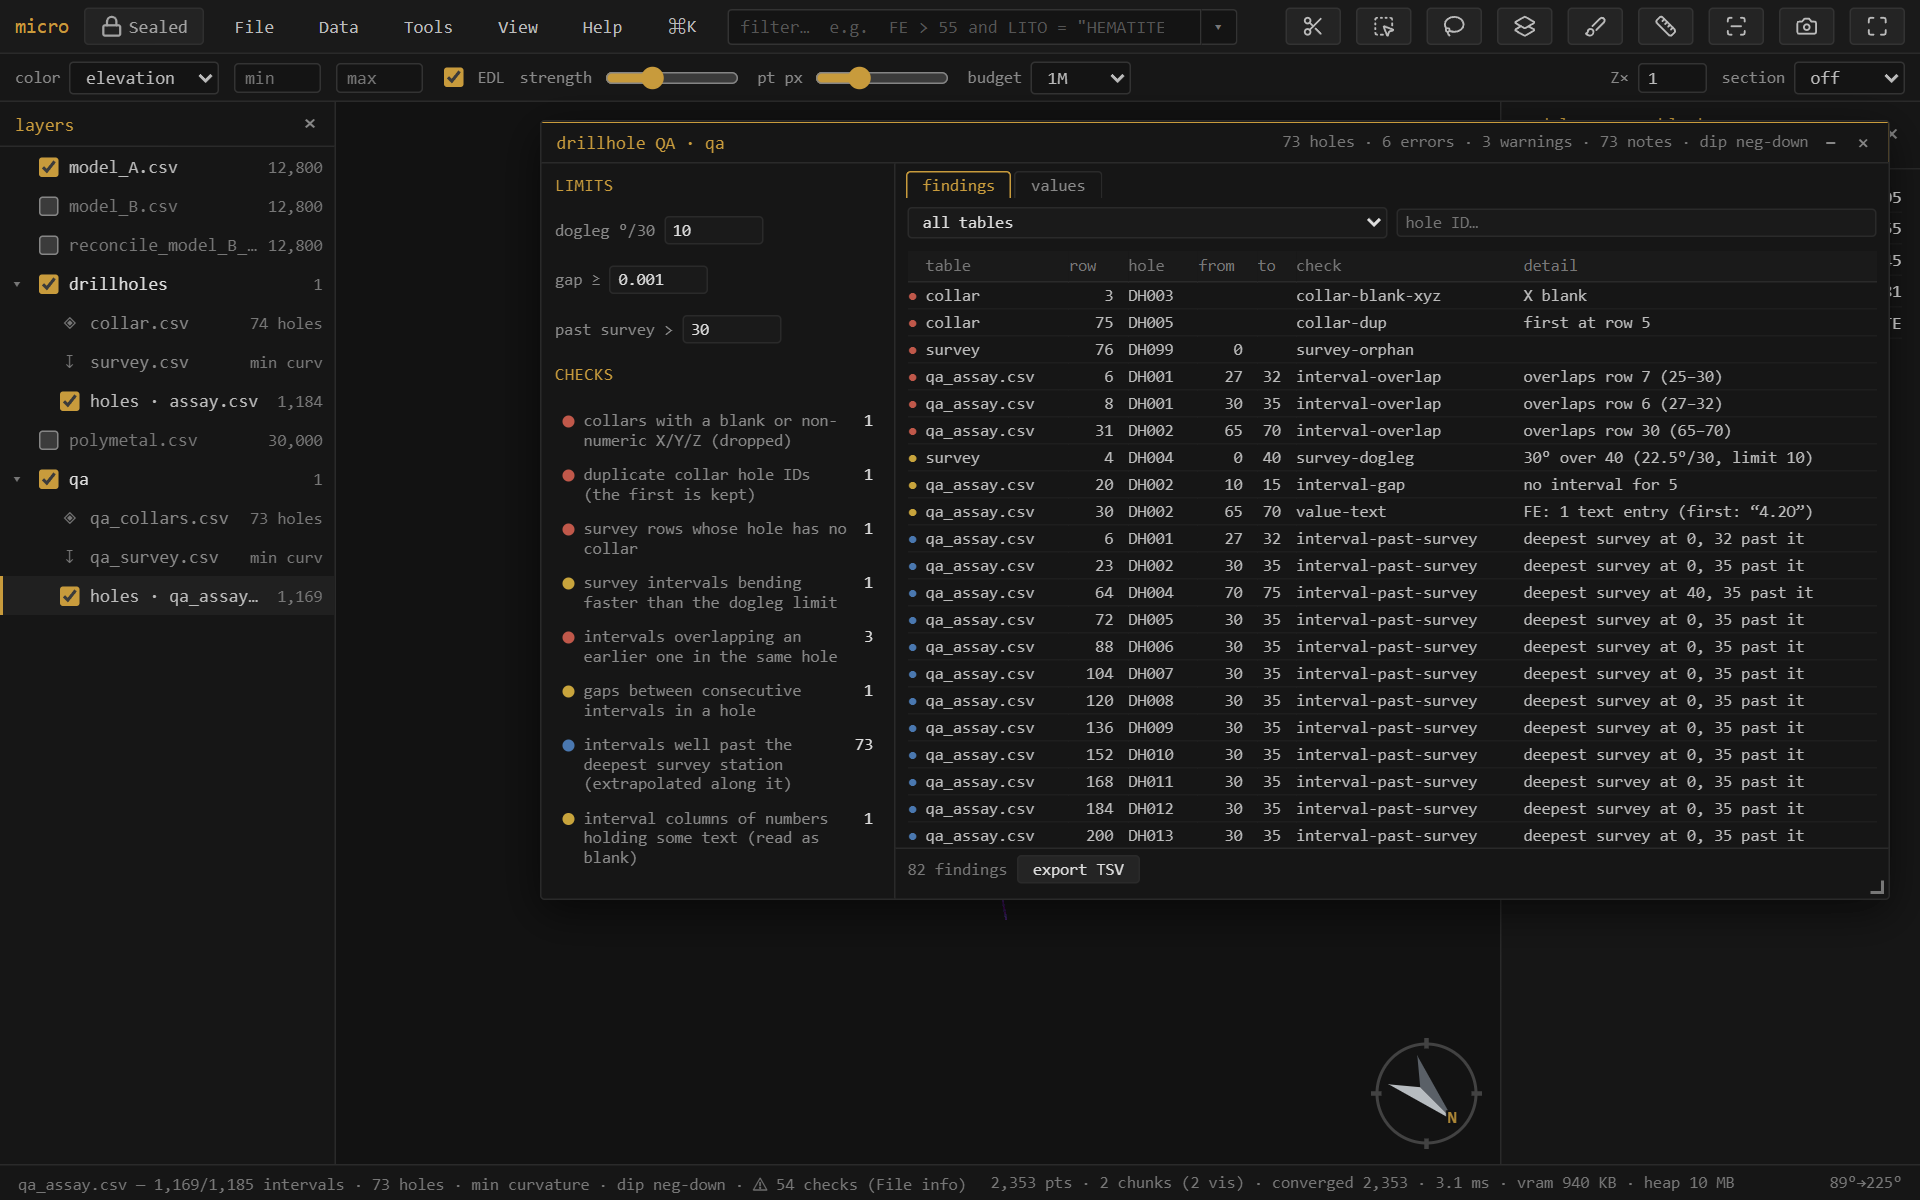 micro Sealed File Data Tools View Help ⌘K filter… e.g. FE > 55 and LITO = "HEMATITE
color elevation min max EDL strength pt px budget 1M Z× 1 section off
layers ×
model_A.csv 12,800
model_B.csv 12,800
reconcile_model_B_… 12,800
drillholes 1
collar.csv 74 holes
survey.csv min curv
holes · assay.csv 1,184
polymetal.csv 30,000
qa 1
qa_collars.csv 73 holes
qa_survey.csv min curv
holes · qa_assay… 1,169
drillhole QA · qa 73 holes · 6 errors · 3 warnings · 73 notes · dip neg-down − ×
LIMITS
dogleg °/30 10
gap ≥ 0.001
past survey > 30
CHECKS
collars with a blank or non-numeric X/Y/Z (dropped) 1
duplicate collar hole IDs (the first is kept) 1
survey rows whose hole has no collar 1
survey intervals bending faster than the dogleg limit 1
intervals overlapping an earlier one in the same hole 3
gaps between consecutive intervals in a hole 1
intervals well past the deepest survey station (extrapolated along it) 73
interval columns of numbers holding some text (read as blank) 1
findings values
all tables hole ID…
table row hole from to check detail
collar 3 DH003 collar-blank-xyz X blank
collar 75 DH005 collar-dup first at row 5
survey 76 DH099 0 survey-orphan
qa_assay.csv 6 DH001 27 32 interval-overlap overlaps row 7 (25–30)
qa_assay.csv 8 DH001 30 35 interval-overlap overlaps row 6 (27–32)
qa_assay.csv 31 DH002 65 70 interval-overlap overlaps row 30 (65–70)
survey 4 DH004 0 40 survey-dogleg 30° over 40 (22.5°/30, limit 10)
qa_assay.csv 20 DH002 10 15 interval-gap no interval for 5
qa_assay.csv 30 DH002 65 70 value-text FE: 1 text entry (first: “4.2O”)
qa_assay.csv 6 DH001 27 32 interval-past-survey deepest survey at 0, 32 past it
qa_assay.csv 23 DH002 30 35 interval-past-survey deepest survey at 0, 35 past it
qa_assay.csv 64 DH004 70 75 interval-past-survey deepest survey at 40, 35 past it
qa_assay.csv 72 DH005 30 35 interval-past-survey deepest survey at 0, 35 past it
qa_assay.csv 88 DH006 30 35 interval-past-survey deepest survey at 0, 35 past it
qa_assay.csv 104 DH007 30 35 interval-past-survey deepest survey at 0, 35 past it
qa_assay.csv 120 DH008 30 35 interval-past-survey deepest survey at 0, 35 past it
qa_assay.csv 136 DH009 30 35 interval-past-survey deepest survey at 0, 35 past it
qa_assay.csv 152 DH010 30 35 interval-past-survey deepest survey at 0, 35 past it
qa_assay.csv 168 DH011 30 35 interval-past-survey deepest survey at 0, 35 past it
qa_assay.csv 184 DH012 30 35 interval-past-survey deepest survey at 0, 35 past it
qa_assay.csv 200 DH013 30 35 interval-past-survey deepest survey at 0, 35 past it
82 findings export TSV
N
qa_assay.csv — 1,169/1,185 intervals · 73 holes · min curvature · dip neg-down · ⚠ 54 checks (File info) 2,353 pts · 2 chunks (2 vis) · converged 2,353 · 3.1 ms · vram 940 KB · heap 10 MB 89°→225°